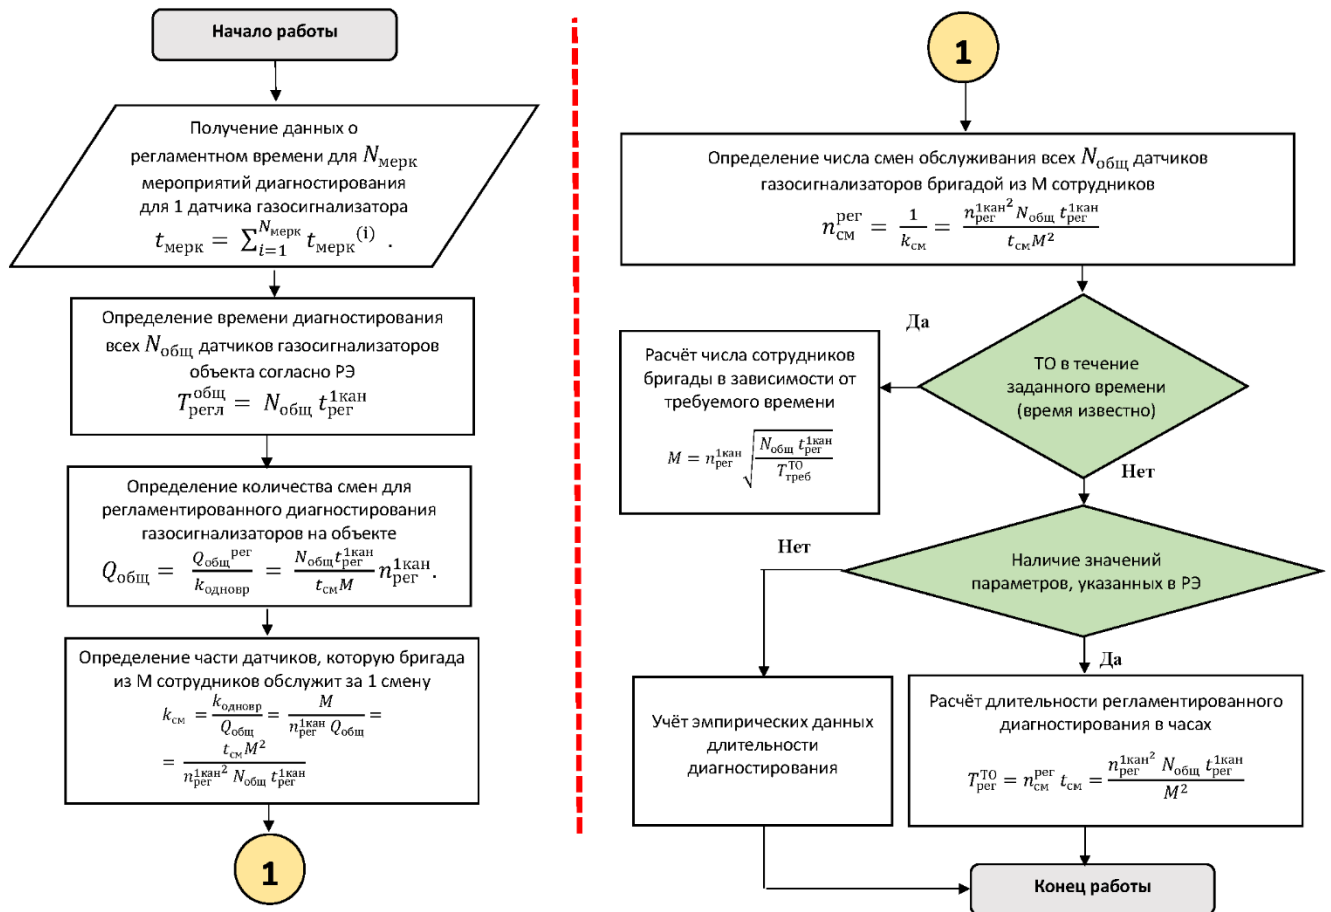 Начало работы
Получение данных о
регламентном времени для N_мерк
мероприятий диагностирования
для 1 датчика газосигнализатора
t_мерк = ∑_{i=1}^{N_мерк} t_мерк^(i) .
Определение времени диагностирования
всех N_общ датчиков газосигнализаторов
объекта согласно РЭ
T_регл^общ = N_общ t_рег^1кан
Определение количества смен для
регламентированного диагностирования
газосигнализаторов на объекте
Q_общ = Q_общ^рег / k_одновр = (N_общ t_рег^1кан) / (t_см M) n_рег^1кан.
Определение части датчиков, которую бригада
из М сотрудников обслужит за 1 смену
k_см = k_одновр / Q_общ = M / (n_рег^1кан Q_общ) =
= t_см M² / (n_рег^1кан² N_общ t_рег^1кан)
1
1
Определение числа смен обслуживания всех N_общ датчиков
газосигнализаторов бригадой из М сотрудников
n_см^рег = 1 / k_см = (n_рег^1кан² N_общ t_рег^1кан) / (t_см M²)
ТО в течение
заданного времени
(время известно)
Да
Расчёт числа сотрудников
бригады в зависимости от
требуемого времени
M = n_рег^1кан √((N_общ t_рег^1кан) / T_треб^ТО)
Нет
Наличие значений
параметров, указанных в РЭ
Нет
Учёт эмпирических данных
длительности
диагностирования
Да
Расчёт длительности регламентированного
диагностирования в часах
T_рег^ТО = n_см^рег t_см = (n_рег^1кан² N_общ t_рег^1кан) / M²
Конец работы